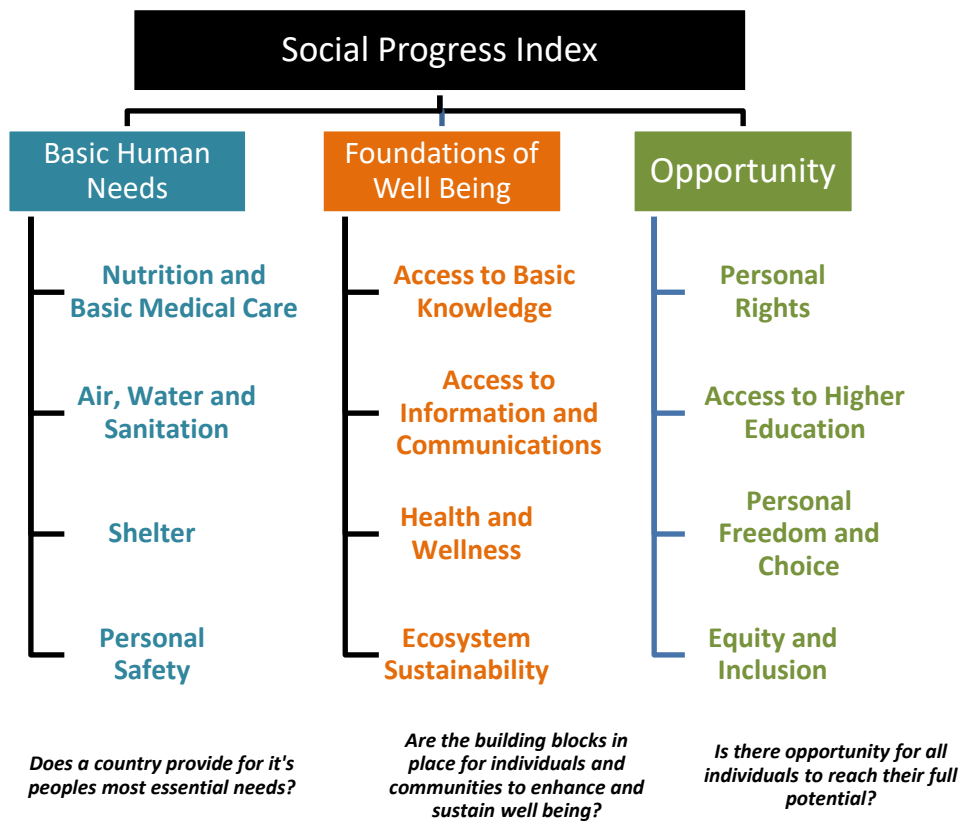 Social Progress Index
Basic Human
Needs
Nutrition and
Basic Medical Care
Air, Water and
Sanitation
Shelter
Personal
Safety
Does a country provide for it's
peoples most essential needs?
Foundations of
Well Being
Access to Basic
Knowledge
Access to
Information and
Communications
Health and
Wellness
Ecosystem
Sustainability
Are the building blocks in
place for individuals and
communities to enhance and
sustain well being?
Opportunity
Personal
Rights
Access to Higher
Education
Personal
Freedom and
Choice
Equity and
Inclusion
Is there opportunity for all
individuals to reach their full
potential?